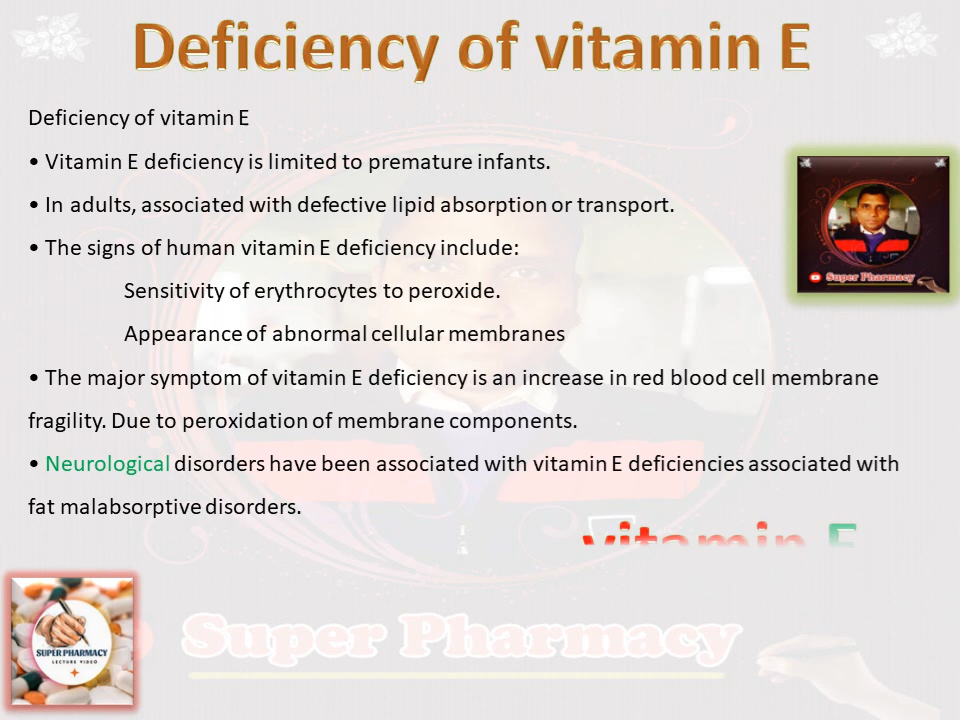 Deficiency of vitamin E
Deficiency of vitamin E
• Vitamin E deficiency is limited to premature infants.
• In adults, associated with defective lipid absorption or transport.
• The signs of human vitamin E deficiency include:
Sensitivity of erythrocytes to peroxide.
Appearance of abnormal cellular membranes
• The major symptom of vitamin E deficiency is an increase in red blood cell membrane
fragility. Due to peroxidation of membrane components.
• Neurological disorders have been associated with vitamin E deficiencies associated with
fat malabsorptive disorders.
Super Pharmacy
vitamin E
SUPER PHARMACY
LECTURE VIDEO
Super Pharmacy